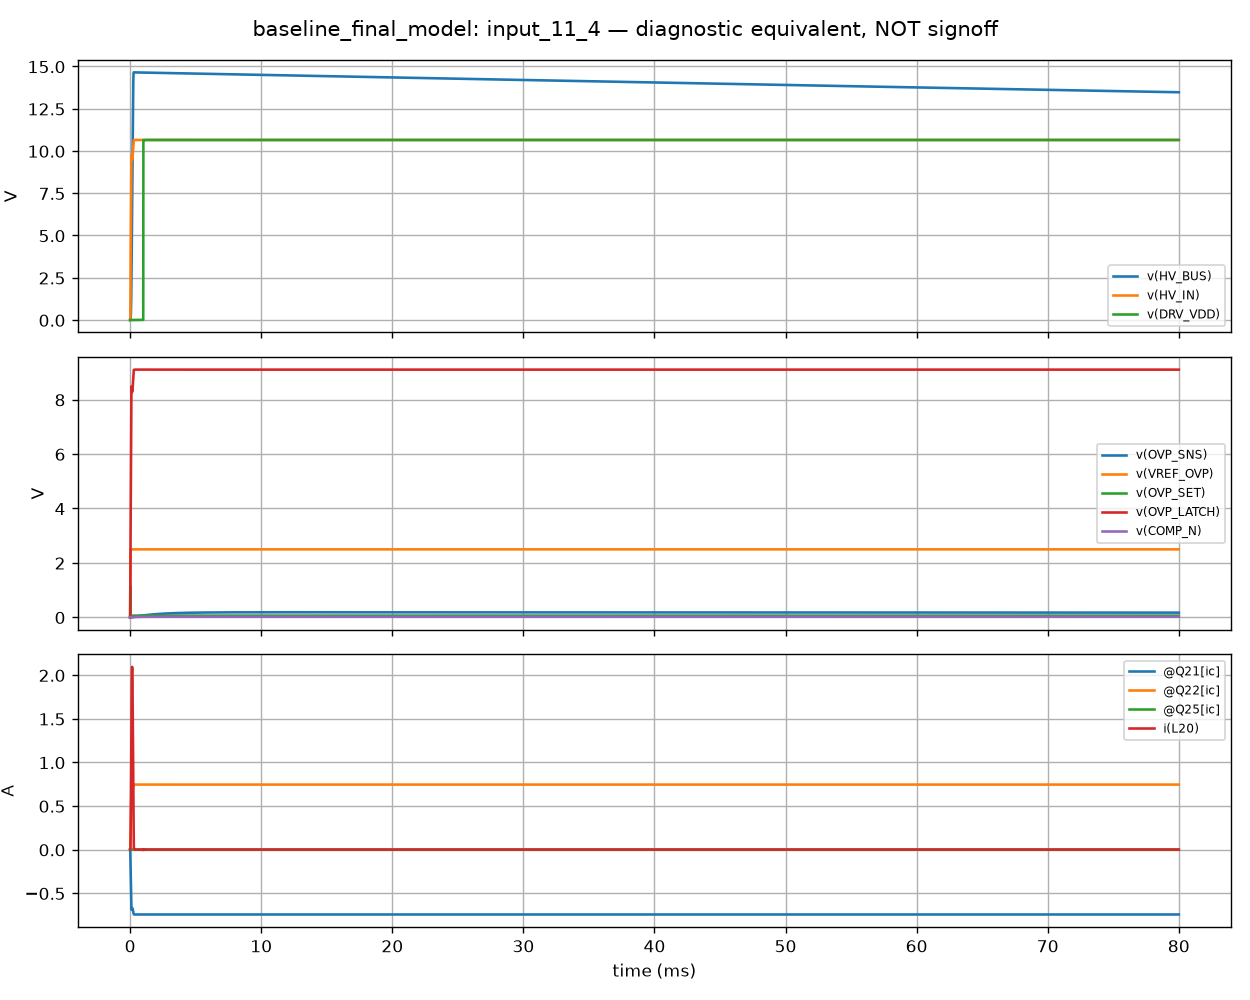 baseline_final_model: input_11_4 — diagnostic equivalent, NOT signoff
15.0
12.5
10.0
7.5
5.0
2.5
0.0
V
v(HV_BUS)
v(HV_IN)
v(DRV_VDD)
8
6
4
2
0
V
v(OVP_SNS)
v(VREF_OVP)
v(OVP_SET)
v(OVP_LATCH)
v(COMP_N)
2.0
1.5
1.0
0.5
0.0
−0.5
A
@Q21[ic]
@Q22[ic]
@Q25[ic]
i(L20)
0 10 20 30 40 50 60 70 80
time (ms)